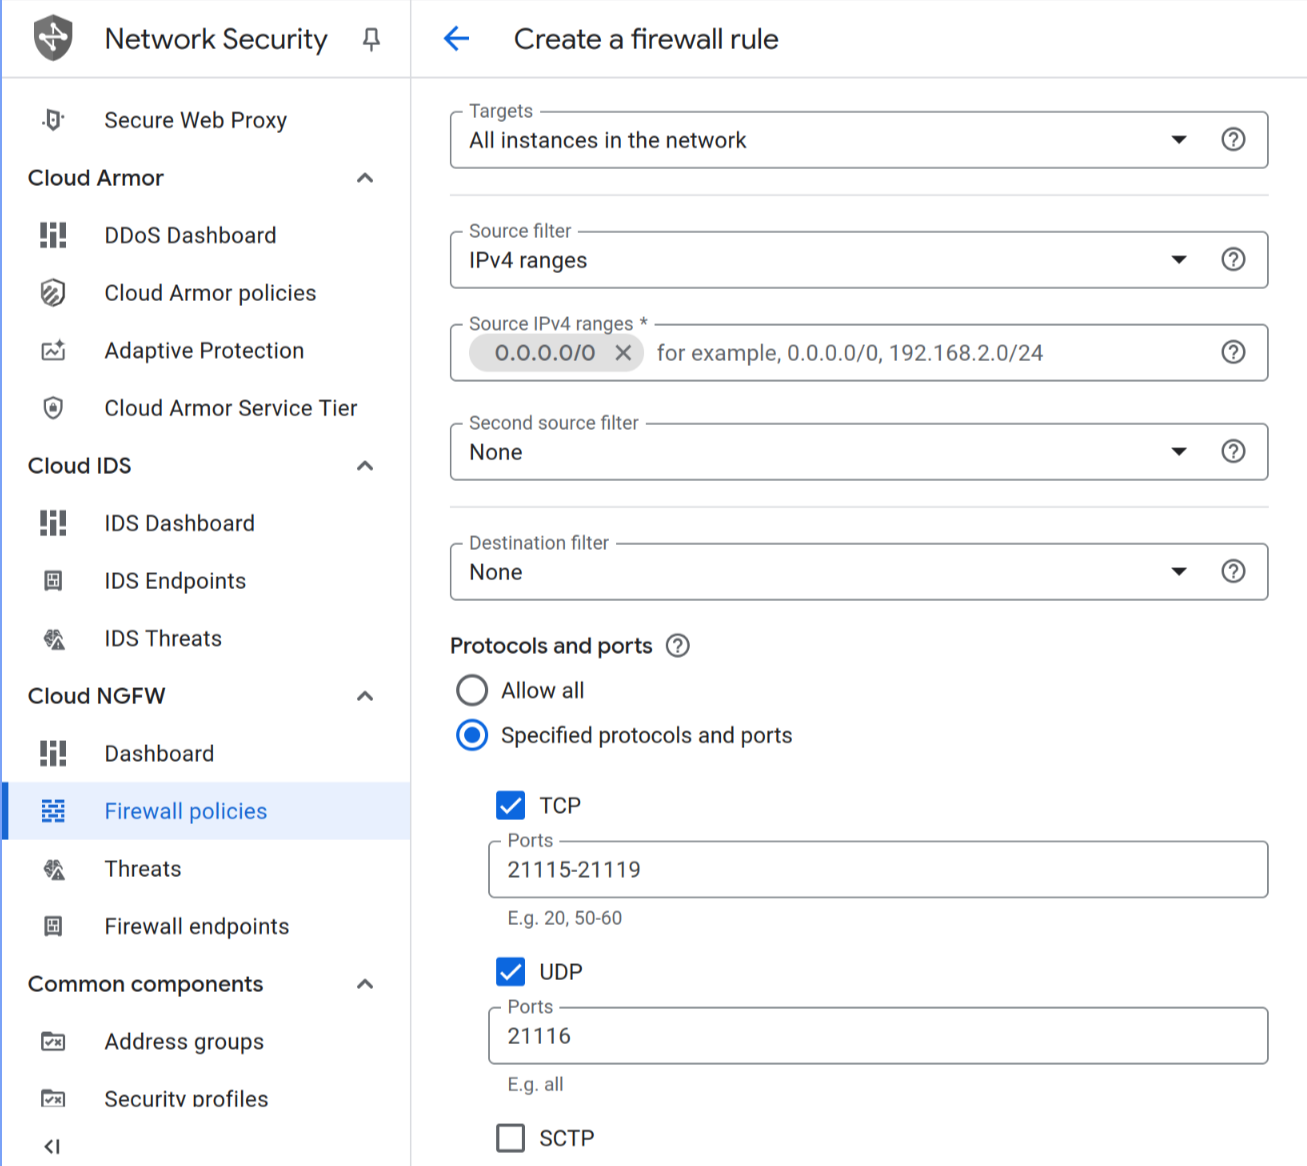 Network Security
Secure Web Proxy
Cloud Armor
DDoS Dashboard
Cloud Armor policies
Adaptive Protection
Cloud Armor Service Tier
Cloud IDS
IDS Dashboard
IDS Endpoints
IDS Threats
Cloud NGFW
Dashboard
Firewall policies
Threats
Firewall endpoints
Common components
Address groups
Security profiles
Create a firewall rule
Targets
All instances in the network
Source filter
IPv4 ranges
Source IPv4 ranges *
0.0.0.0/0 for example, 0.0.0.0/0, 192.168.2.0/24
Second source filter
None
Destination filter
None
Protocols and ports
Allow all
Specified protocols and ports
TCP
Ports
21115-21119
E.g. 20, 50-60
UDP
Ports
21116
E.g. all
SCTP